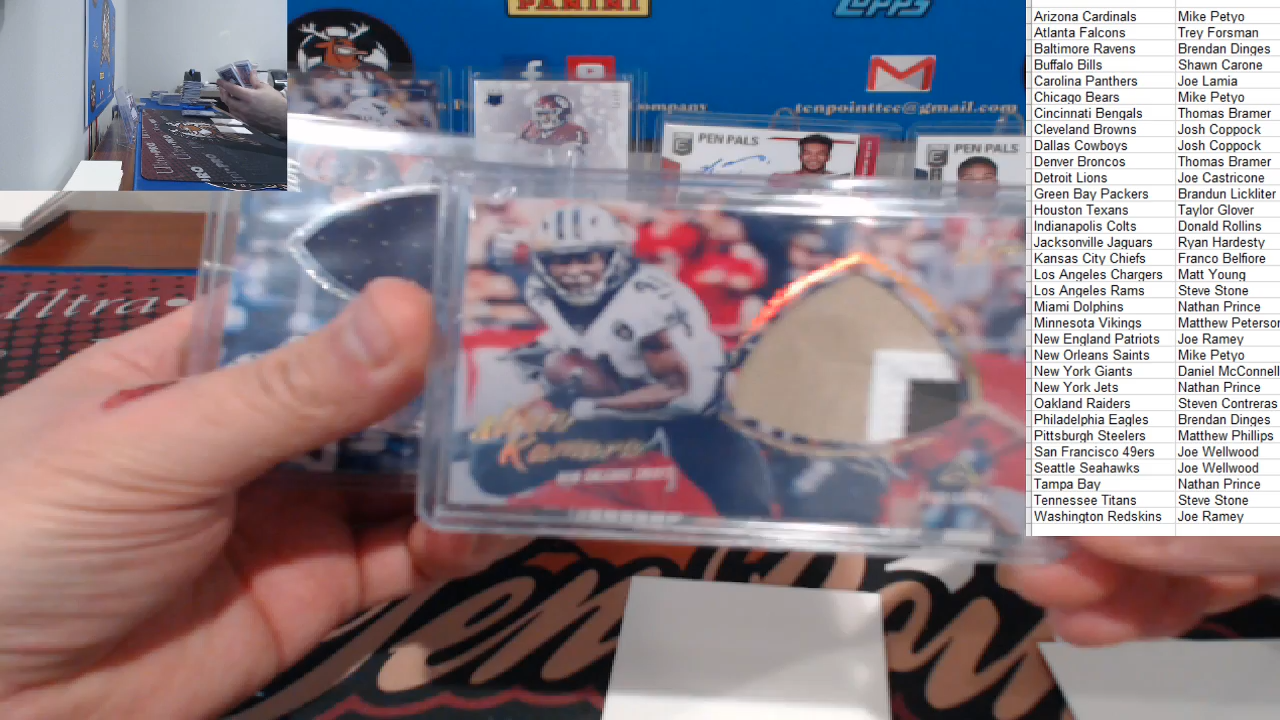 PANINI
TOPPS
company
tenpointtcc@gmail.com
PEN PALS
PEN PALS
Ultra
Alvin
Kamara
Arizona Cardinals Mike Petyo
Atlanta Falcons Trey Forsman
Baltimore Ravens Brendan Dinges
Buffalo Bills Shawn Carone
Carolina Panthers Joe Lamia
Chicago Bears Mike Petyo
Cincinnati Bengals Thomas Bramer
Cleveland Browns Josh Coppock
Dallas Cowboys Josh Coppock
Denver Broncos Thomas Bramer
Detroit Lions Joe Castricone
Green Bay Packers Brandun Lickliter
Houston Texans Taylor Glover
Indianapolis Colts Donald Rollins
Jacksonville Jaguars Ryan Hardesty
Kansas City Chiefs Franco Belfiore
Los Angeles Chargers Matt Young
Los Angeles Rams Steve Stone
Miami Dolphins Nathan Prince
Minnesota Vikings Matthew Peterso
New England Patriots Joe Ramey
New Orleans Saints Mike Petyo
New York Giants Daniel McConnell
New York Jets Nathan Prince
Oakland Raiders Steven Contreras
Philadelphia Eagles Brendan Dinges
Pittsburgh Steelers Matthew Phillips
San Francisco 49ers Joe Wellwood
Seattle Seahawks Joe Wellwood
Tampa Bay Nathan Prince
Tennessee Titans Steve Stone
Washington Redskins Joe Ramey